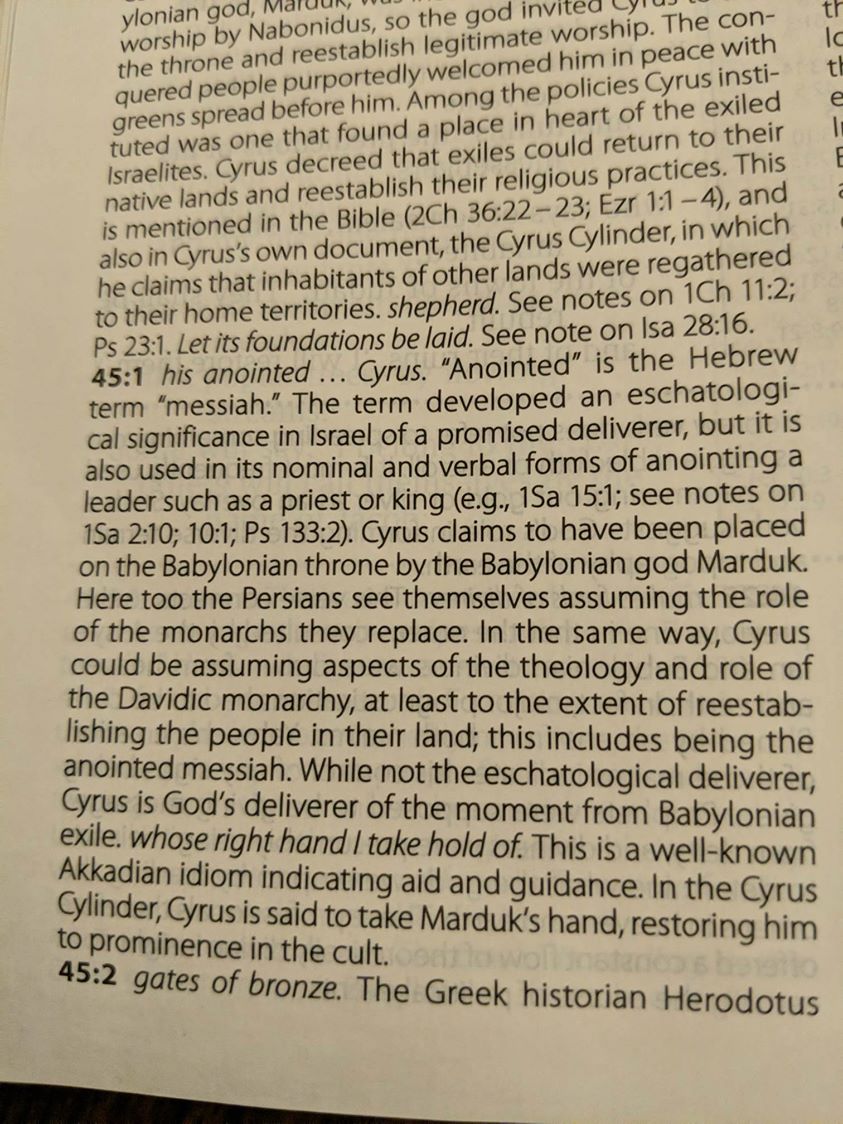 ylonian god, Marduk, was
worship by Nabonidus, so the god invited Cyrus to
the throne and reestablish legitimate worship. The con-
quered people purportedly welcomed him in peace with
greens spread before him. Among the policies Cyrus insti-
tuted was one that found a place in heart of the exiled
Israelites. Cyrus decreed that exiles could return to their
native lands and reestablish their religious practices. This
is mentioned in the Bible (2Ch 36:22–23; Ezr 1:1–4), and
also in Cyrus's own document, the Cyrus Cylinder, in which
he claims that inhabitants of other lands were regathered
to their home territories. shepherd. See notes on 1Ch 11:2;
Ps 23:1. Let its foundations be laid. See note on Isa 28:16.
45:1 his anointed … Cyrus. “Anointed” is the Hebrew
term “messiah.” The term developed an eschatologi-
cal significance in Israel of a promised deliverer, but it is
also used in its nominal and verbal forms of anointing a
leader such as a priest or king (e.g., 1Sa 15:1; see notes on
1Sa 2:10; 10:1; Ps 133:2). Cyrus claims to have been placed
on the Babylonian throne by the Babylonian god Marduk.
Here too the Persians see themselves assuming the role
of the monarchs they replace. In the same way, Cyrus
could be assuming aspects of the theology and role of
the Davidic monarchy, at least to the extent of reestab-
lishing the people in their land; this includes being the
anointed messiah. While not the eschatological deliverer,
Cyrus is God's deliverer of the moment from Babylonian
exile. whose right hand I take hold of. This is a well-known
Akkadian idiom indicating aid and guidance. In the Cyrus
Cylinder, Cyrus is said to take Marduk's hand, restoring him
to prominence in the cult.
45:2 gates of bronze. The Greek historian Herodotus